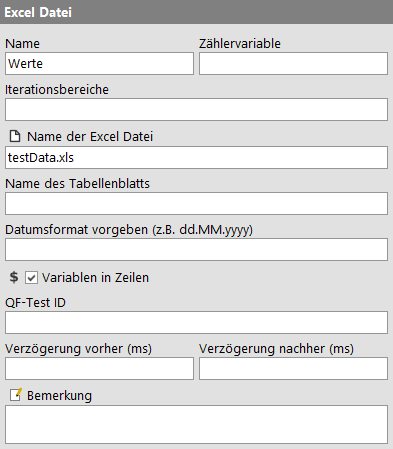 Excel Datei
Name Zählervariable
Werte
Iterationsbereiche
Name der Excel Datei
testData.xls
Name des Tabellenblatts
Datumsformat vorgeben (z.B. dd.MM.yyyy)
$ Variablen in Zeilen
QF-Test ID
Verzögerung vorher (ms) Verzögerung nachher (ms)
Bemerkung